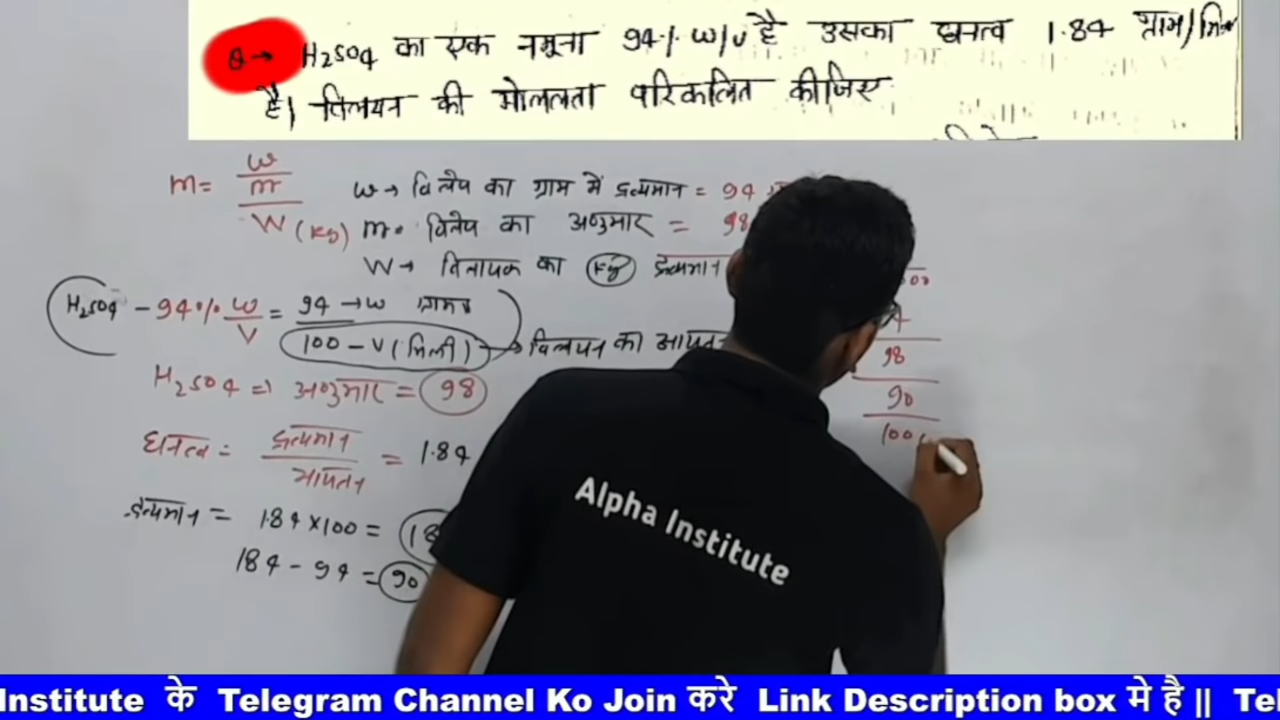 Q → H₂SO₄ का एक नमूना 94% w/v है उसका घनत्व 1.84 ग्राम/मि
है। विलयन की मोललता परिकलित कीजिए
m = w/m / W (kg)
w → विलेय का ग्राम में द्रव्यमान = 94
m → विलेय का अणुभार = 98
W → विलायक का (kg) द्रव्यमान
H₂SO₄ - 94% w/v = 94 → w ग्राम
100 - V (मिली) → विलयन का आयतन
H₂SO₄ ⇒ अणुभार = 98
घनत्व = द्रव्यमान / आयतन = 1.84
द्रव्यमान = 1.84 × 100 =
184 - 94 = 90
98
90
100
Alpha Institute
Institute के Telegram Channel Ko Join करे Link Description box मे है || Tel